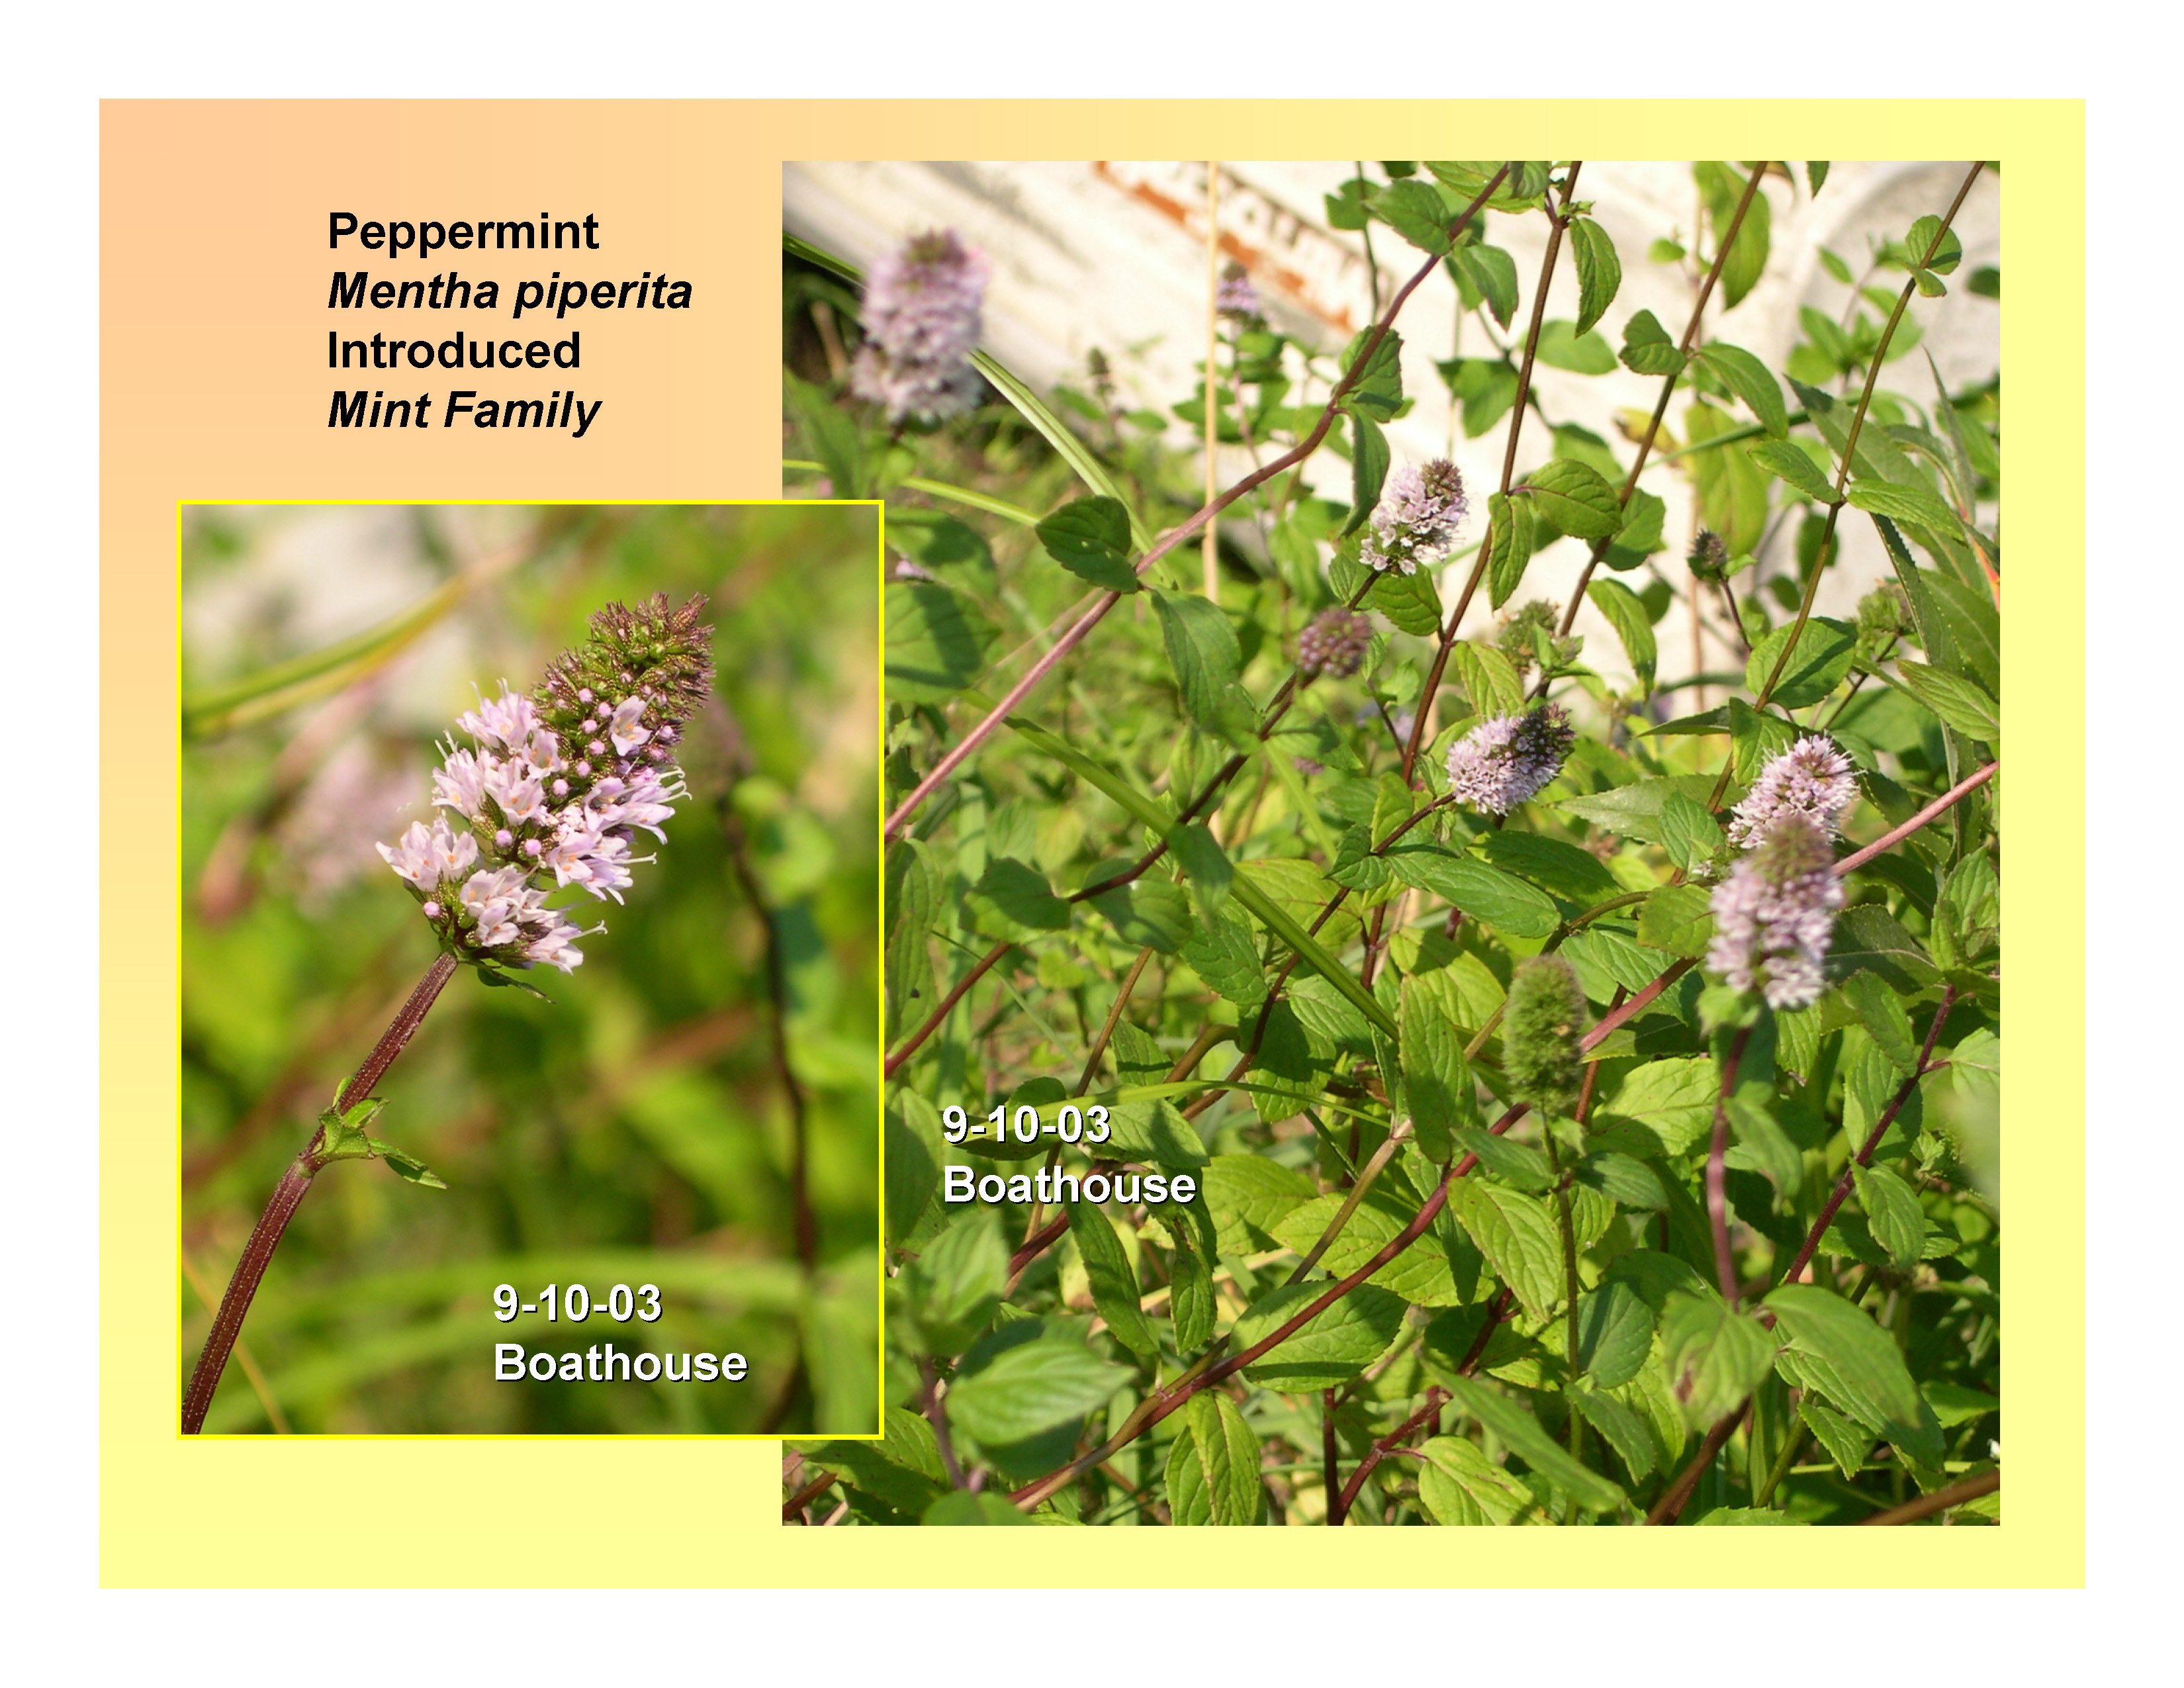 Peppermint
Mentha piperita
Introduced
Mint Family
9-10-03
Boathouse
9-10-03
Boathouse